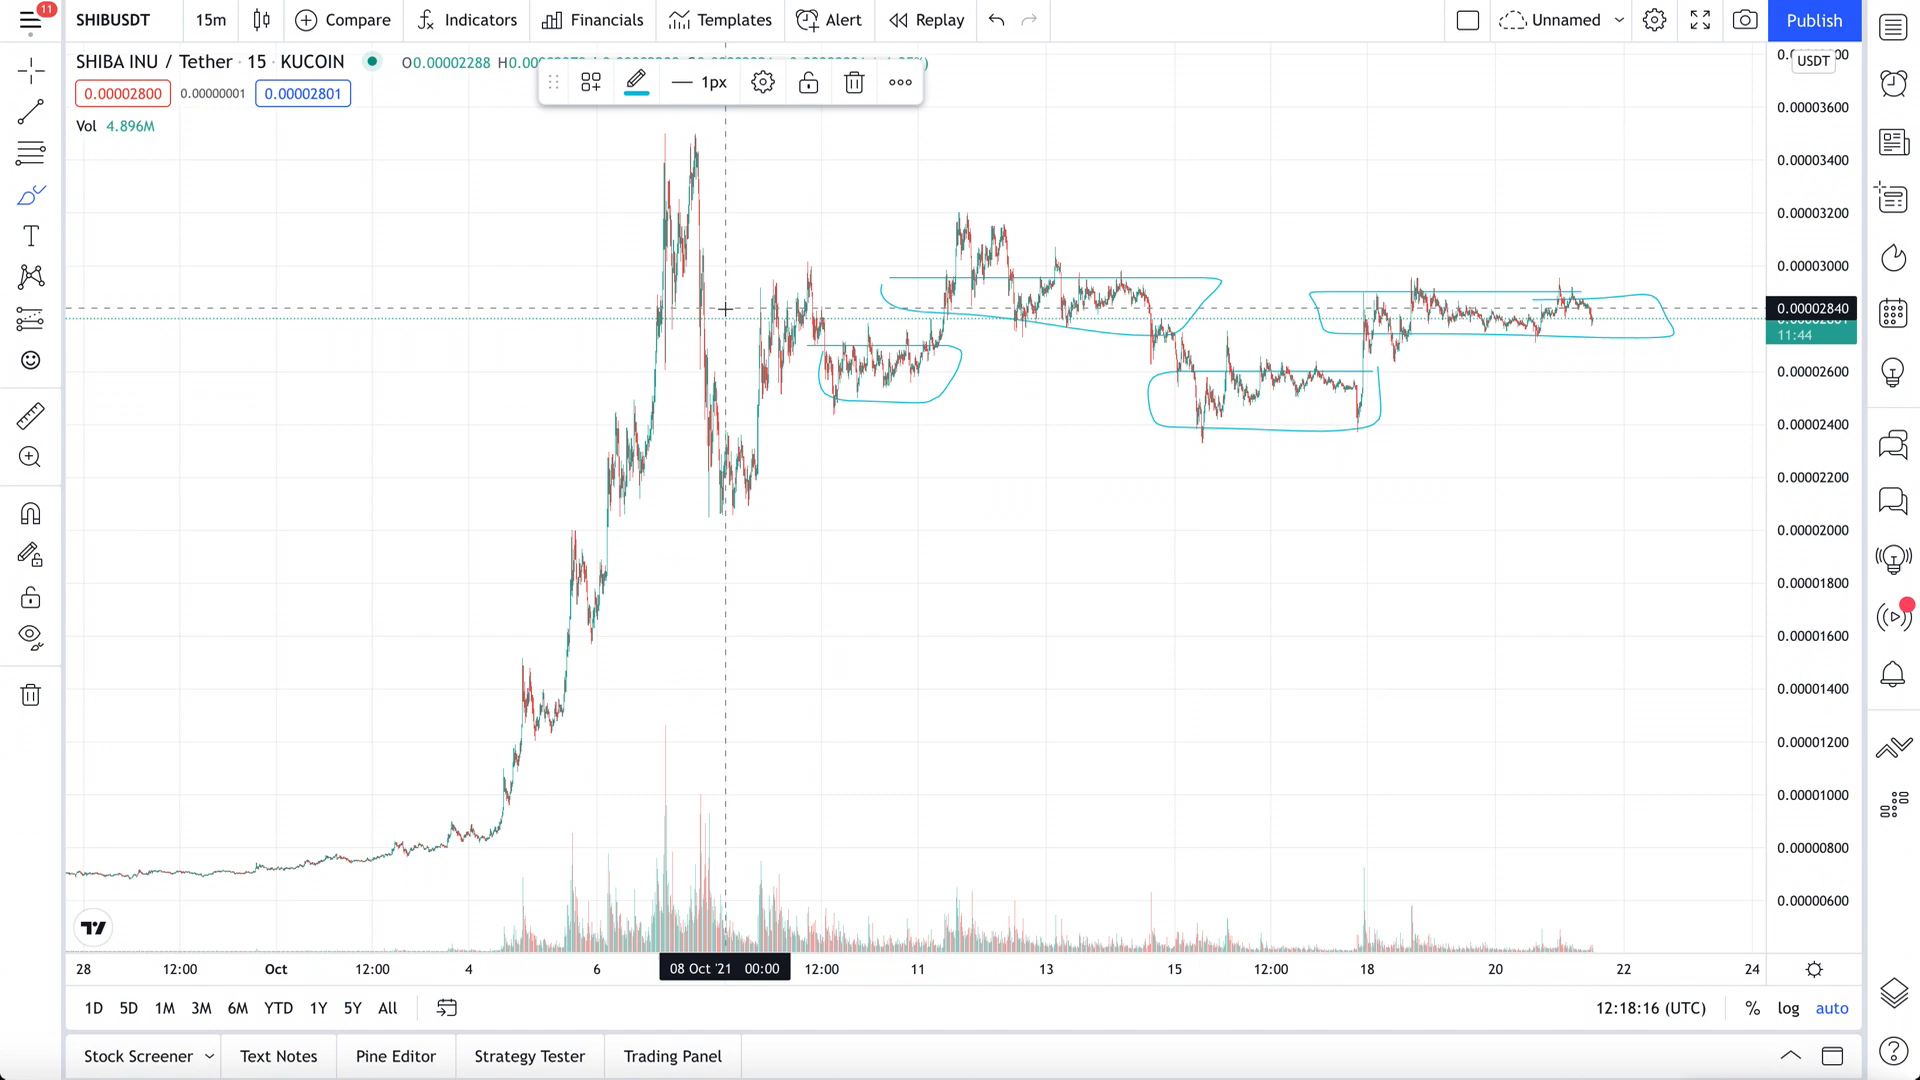 11
SHIBUSDT 15m Compare Indicators Financials Templates Alert Replay Unnamed Publish
SHIBA INU / Tether · 15 · KUCOIN O0.00002288
1px
0.00002800 0.00000001 0.00002801
Vol 4.896M
USDT
0.00003600
0.00003400
0.00003200
0.00003000
0.00002840
11:44
0.00002600
0.00002400
0.00002200
0.00002000
0.00001800
0.00001600
0.00001400
0.00001200
0.00001000
0.00000800
0.00000600
28 12:00 Oct 12:00 4 6 08 Oct '21 00:00 12:00 11 13 15 12:00 18 20 22 24
1D 5D 1M 3M 6M YTD 1Y 5Y All 12:18:16 (UTC) % log auto
Stock Screener Text Notes Pine Editor Strategy Tester Trading Panel